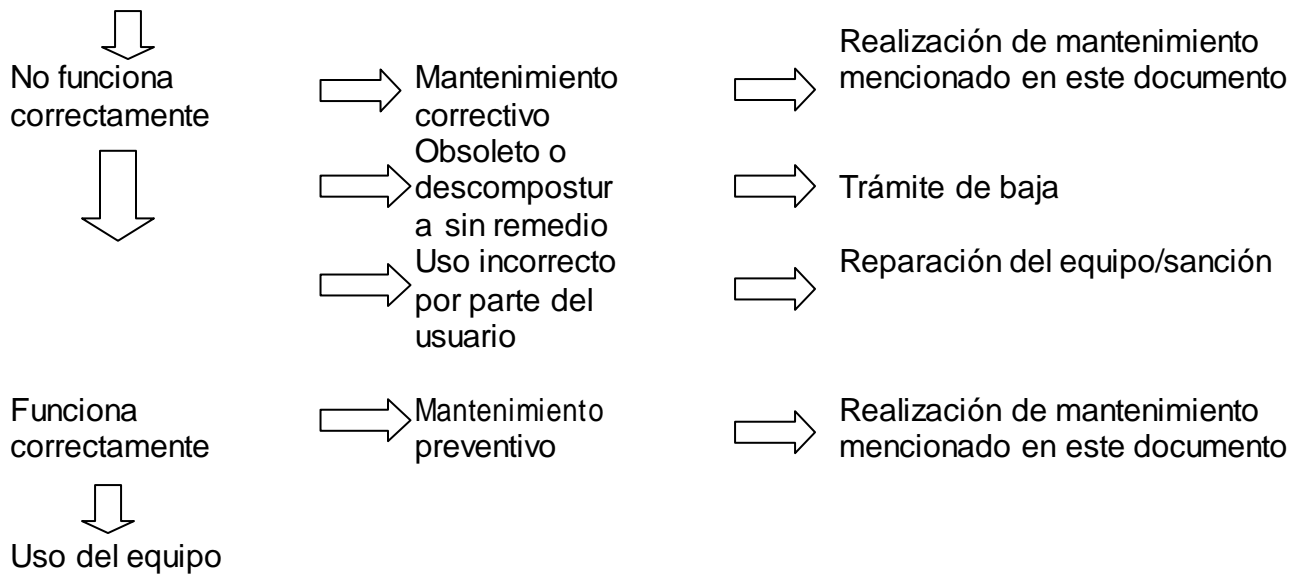 No funciona
correctamente
Mantenimiento
correctivo
Realización de mantenimiento
mencionado en este documento
Obsoleto o
descompostur
a sin remedio
Trámite de baja
Uso incorrecto
por parte del
usuario
Reparación del equipo/sanción
Funciona
correctamente
Mantenimiento
preventivo
Realización de mantenimiento
mencionado en este documento
Uso del equipo